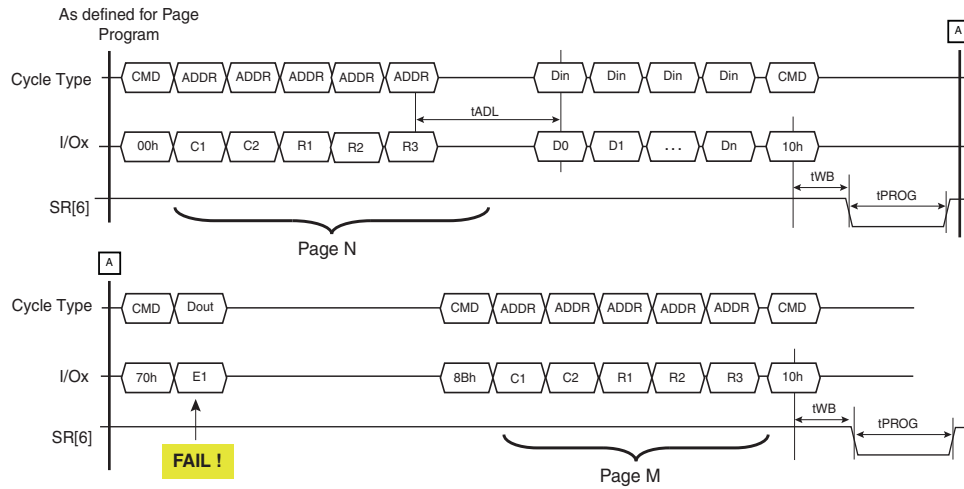 As defined for Page
Program
A
Cycle Type
CMD ADDR ADDR ADDR ADDR ADDR Din Din Din Din CMD
tADL
I/Ox
00h C1 C2 R1 R2 R3 D0 D1 ... Dn 10h
tWB
tPROG
SR[6]
Page N
A
Cycle Type
CMD Dout CMD ADDR ADDR ADDR ADDR ADDR CMD
I/Ox
70h E1 8Bh C1 C2 R1 R2 R3 10h
tWB
tPROG
SR[6]
FAIL !
Page M